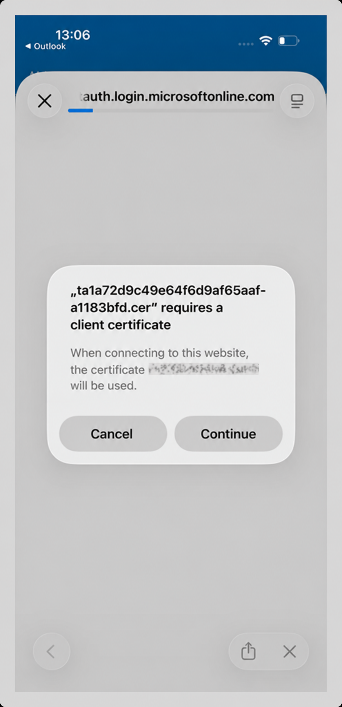 13:06
◀ Outlook
auth.login.microsoftonline.com
„ta1a72d9c49e64f6d9af65aaf-
a1183bfd.cer” requires a
client certificate
When connecting to this website,
the certificate
will be used.
Cancel
Continue